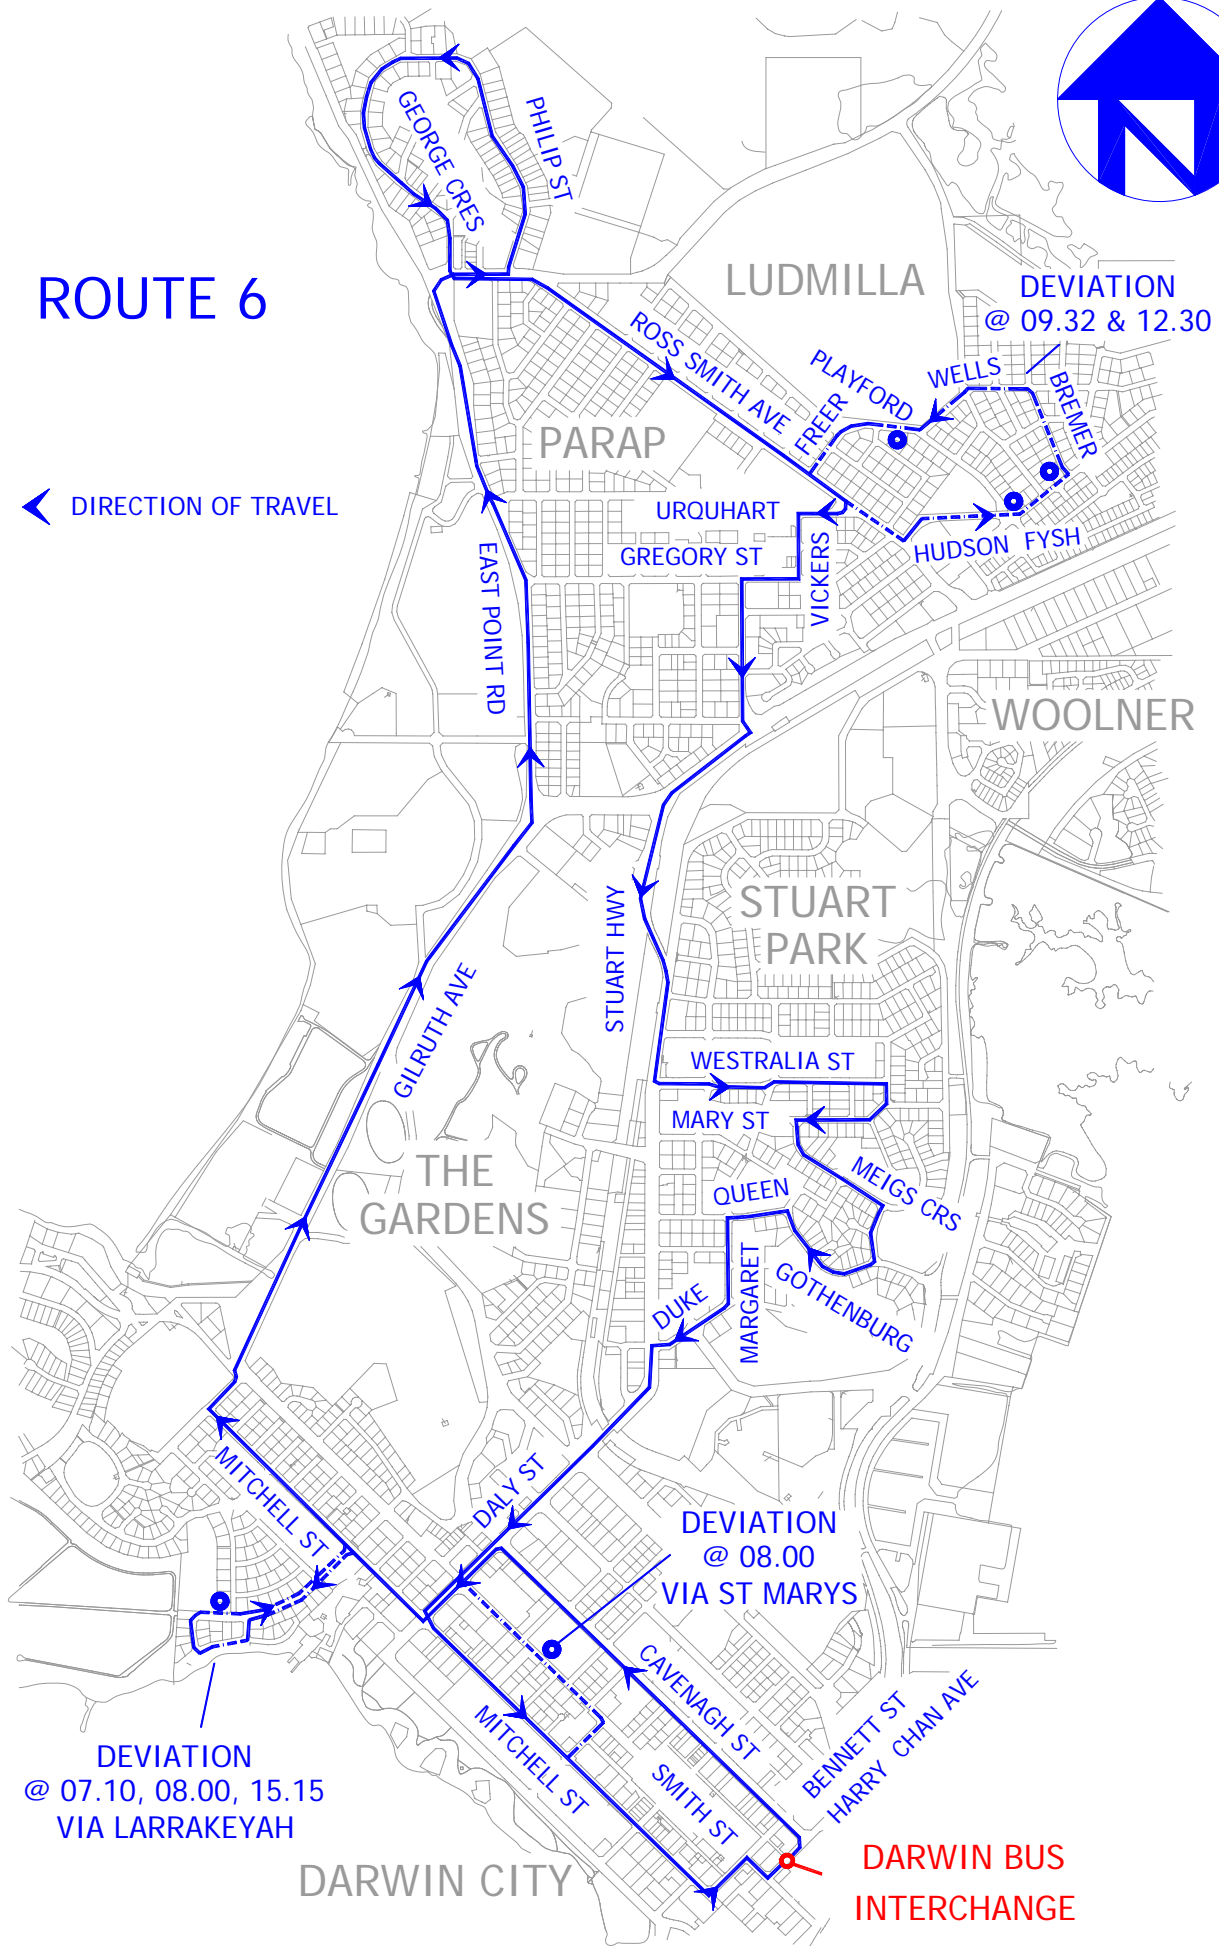 N
GEORGE CRES
PHILIP ST
ROUTE 6
LUDMILLA
DEVIATION
@ 09.32 & 12.30
ROSS SMITH AVE
PLAYFORD
WELLS
BREMER
FREER
PARAP
DIRECTION OF TRAVEL
URQUHART
GREGORY ST
VICKERS
HUDSON FYSH
EAST POINT RD
WOOLNER
STUART
PARK
STUART HWY
GILRUTH AVE
WESTRALIA ST
MARY ST
THE
GARDENS
QUEEN
MEIGS CRS
MARGARET
GOTHENBURG
DUKE
MITCHELL ST
DALY ST
DEVIATION
@ 08.00
VIA ST MARYS
CAVENAGH ST
MITCHELL ST
SMITH ST
BENNETT ST
HARRY CHAN AVE
DEVIATION
@ 07.10, 08.00, 15.15
VIA LARRAKEYAH
DARWIN CITY
DARWIN BUS
INTERCHANGE